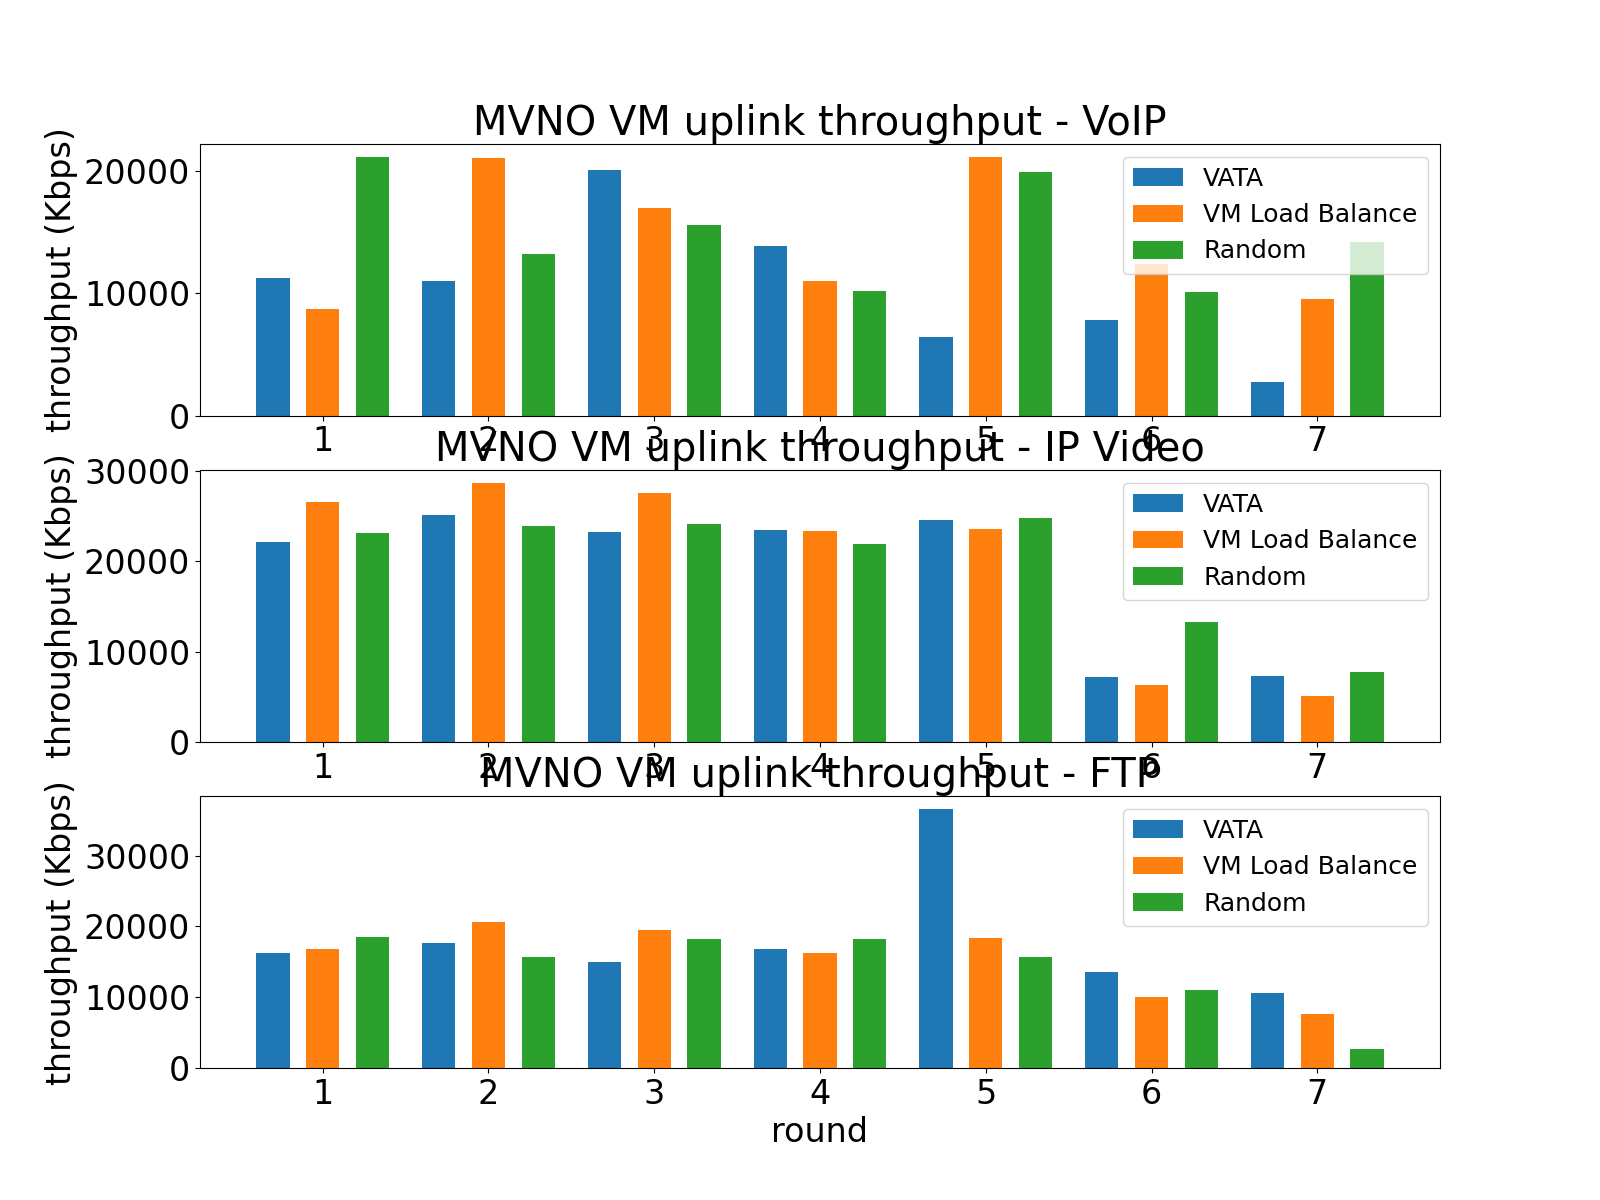 MVNO VM uplink throughput - VoIP
throughput (Kbps)
20000
10000
0
VATA
VM Load Balance
Random
1 2 3 4 5 6 7
MVNO VM uplink throughput - IP Video
throughput (Kbps)
30000
20000
10000
0
VATA
VM Load Balance
Random
1 2 3 4 5 6 7
MVNO VM uplink throughput - FTP
throughput (Kbps)
30000
20000
10000
0
VATA
VM Load Balance
Random
1 2 3 4 5 6 7
round